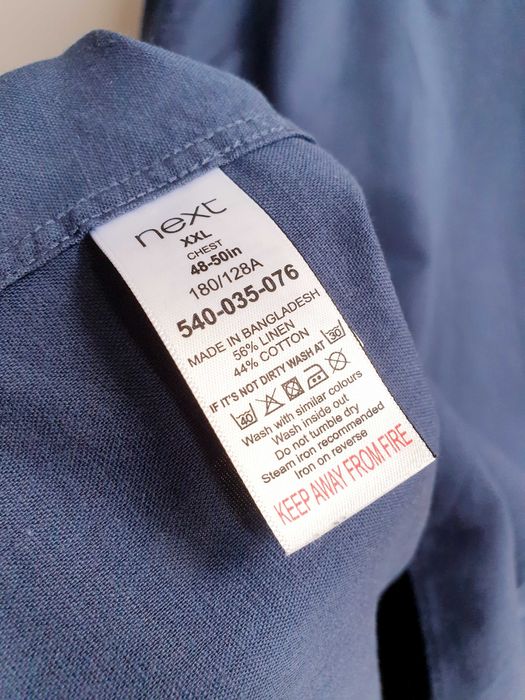 next
XXL
CHEST
48-50in
180/128A
540-035-076
MADE IN BANGLADESH
56% LINEN
44% COTTON
IF IT'S NOT DIRTY WASH AT 30
40
Wash with similar colours
Wash inside out
Do not tumble dry
Steam iron recommended
Iron on reverse
KEEP AWAY FROM FIRE